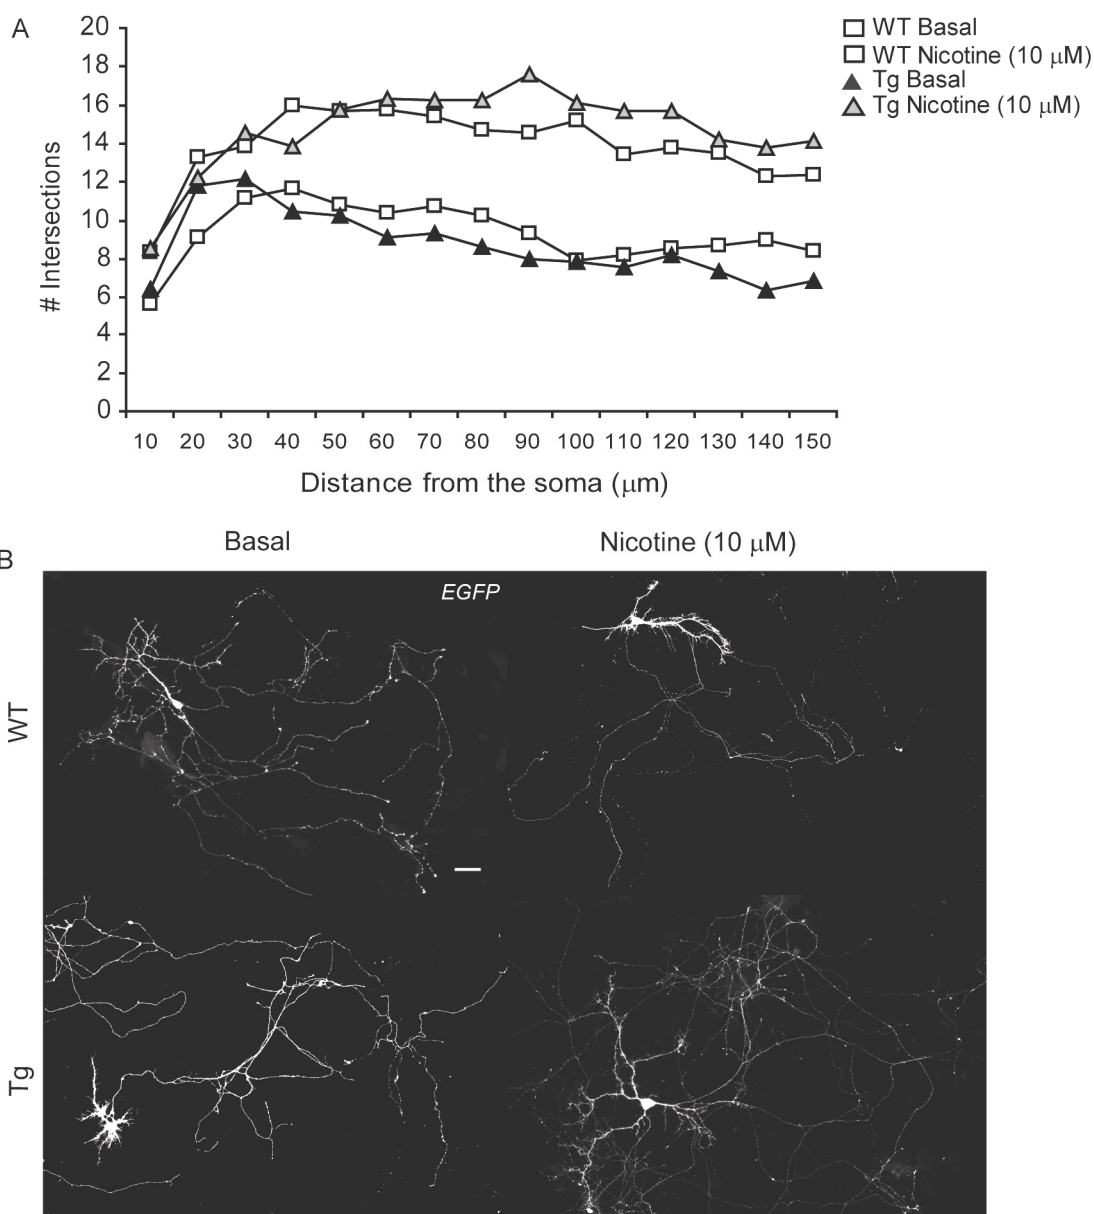 A
20
18
16
14
12
10
8
6
4
2
0
# Intersections
10 20 30 40 50 60 70 80 90 100 110 120 130 140 150
Distance from the soma (μm)
WT Basal
WT Nicotine (10 μM)
Tg Basal
Tg Nicotine (10 μM)
B
Basal
Nicotine (10 μM)
EGFP
WT
Tg